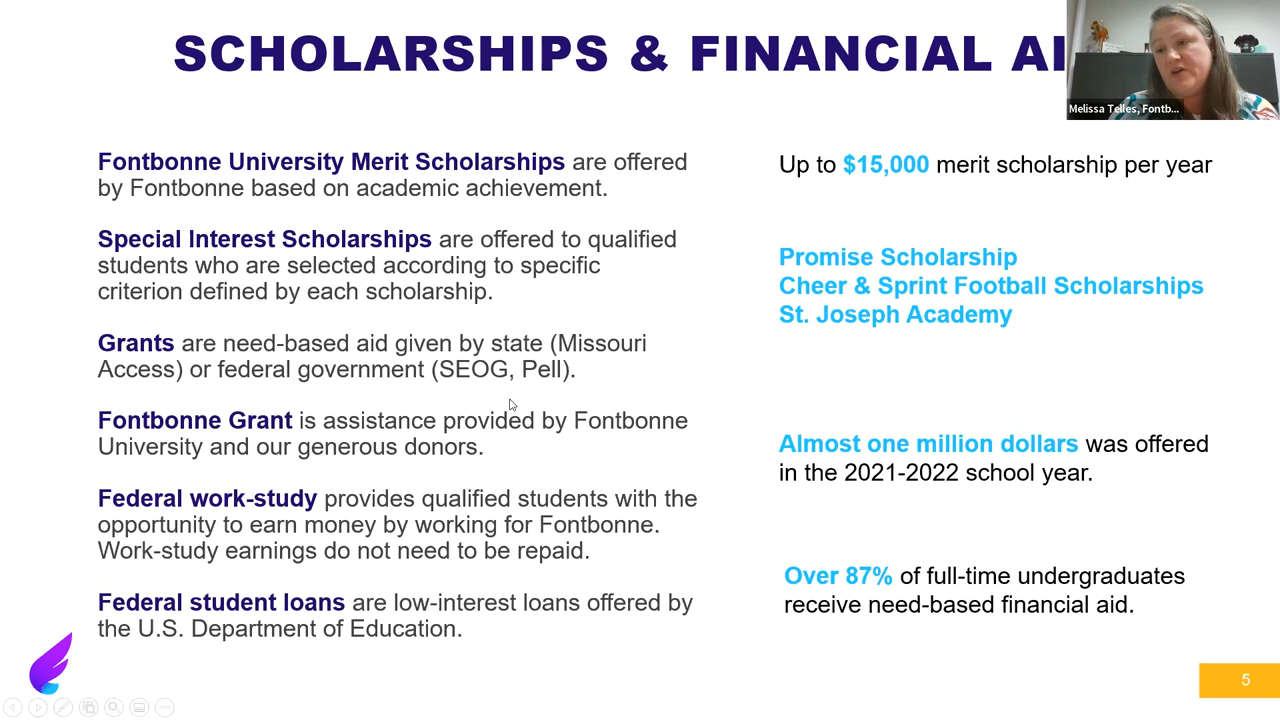 SCHOLARSHIPS & FINANCIAL AI
Melissa Telles, Fontb...
Fontbonne University Merit Scholarships are offered
by Fontbonne based on academic achievement.
Special Interest Scholarships are offered to qualified
students who are selected according to specific
criterion defined by each scholarship.
Grants are need-based aid given by state (Missouri
Access) or federal government (SEOG, Pell).
Fontbonne Grant is assistance provided by Fontbonne
University and our generous donors.
Federal work-study provides qualified students with the
opportunity to earn money by working for Fontbonne.
Work-study earnings do not need to be repaid.
Federal student loans are low-interest loans offered by
the U.S. Department of Education.
Up to $15,000 merit scholarship per year
Promise Scholarship
Cheer & Sprint Football Scholarships
St. Joseph Academy
Almost one million dollars was offered
in the 2021-2022 school year.
Over 87% of full-time undergraduates
receive need-based financial aid.
5